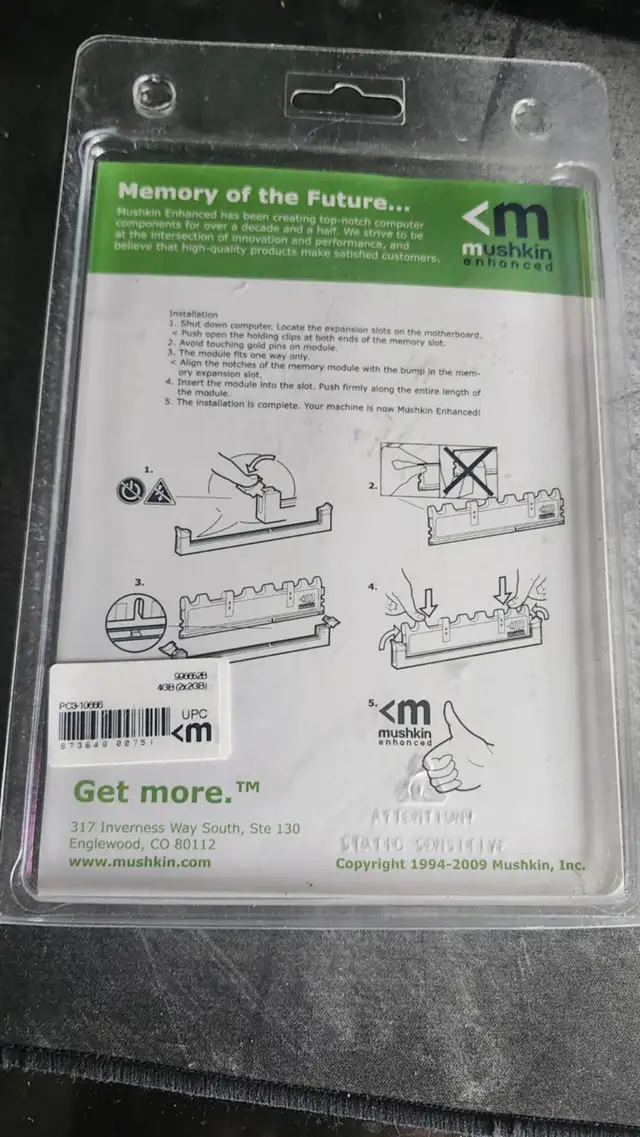 Memory of the Future...
Mushkin Enhanced has been creating top-notch computer
components for over a decade and a half. We strive to be
at the intersection of innovation and performance, and
believe that high-quality products make satisfied customers.
<m
mushkin
enhanced
Installation
1. Shut down computer. Locate the expansion slots on the motherboard.
< Push open the holding clips at both ends of the memory slot.
2. Avoid touching gold pins on module.
3. The module fits one way only.
< Align the notches of the memory module with the bump in the mem-
ory expansion slot.
4. Insert the module into the slot. Push firmly along the entire length of
the module.
5. The installation is complete. Your machine is now Mushkin Enhanced!
1.
2.
3.
4.
5.
<m
mushkin
enhanced
996652B
4GB (2x2GB)
PC3-10666
UPC
<m
8 73649 00751
Get more.™
ATTENTION!
STATIC SENSITIVE
317 Inverness Way South, Ste 130
Englewood, CO 80112
www.mushkin.com
Copyright 1994-2009 Mushkin, Inc.